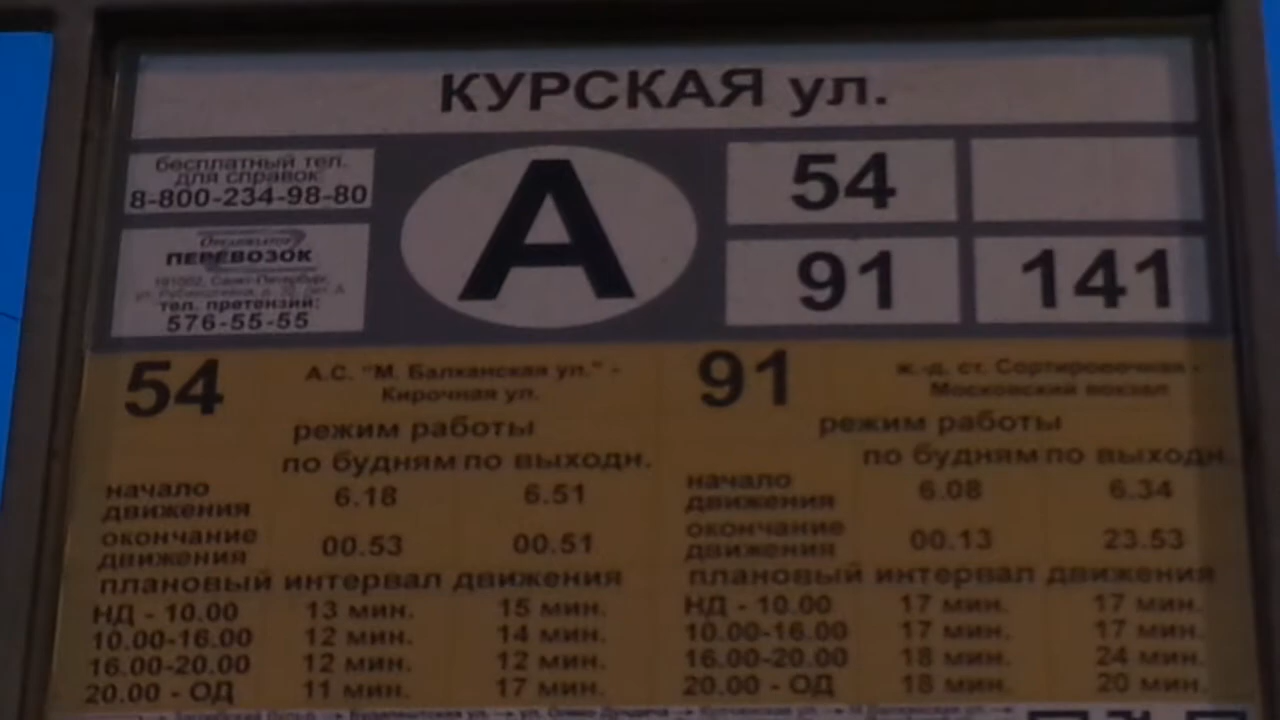 КУРСКАЯ ул.
бесплатный тел.
для справок
8-800-234-98-80
Организатор
ПЕРЕВОЗОК
191002, Санкт-Петербург,
тел. претензий:
576-55-55
А
54
91
141
54
А.С. "М. Балканская ул." -
Кирочная ул.
режим работы
по будням по выходн.
начало
движения 6.18 6.51
окончание
движения 00.53 00.51
плановый интервал движения
НД - 10.00 13 мин. 15 мин.
10.00-16.00 12 мин. 14 мин.
16.00-20.00 12 мин. 12 мин.
20.00 - ОД 11 мин. 17 мин.
91
ж.-д. ст. Сортировочная -
Московский вокзал
режим работы
по будням по выходн.
начало
движения 6.08 6.34
окончание
движения 00.13 23.53
плановый интервал движения
НД - 10.00 17 мин. 17 мин.
10.00-16.00 17 мин. 17 мин.
16.00-20.00 18 мин. 24 мин.
20.00 - ОД 18 мин. 20 мин.